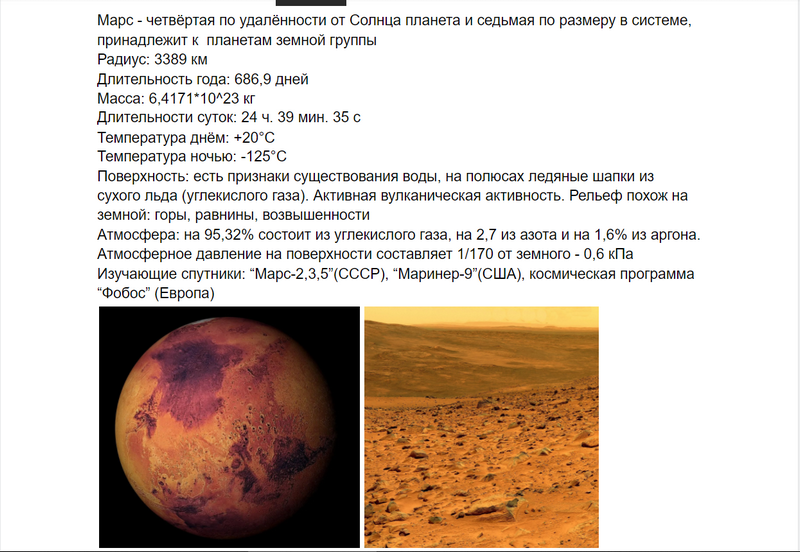 Марс - четвёртая по удалённости от Солнца планета и седьмая по размеру в системе,
принадлежит к  планетам земной группы
Радиус: 3389 км
Длительность года: 686,9 дней
Масса: 6,4171*10^23 кг
Длительности суток: 24 ч. 39 мин. 35 с
Температура днём: +20°С
Температура ночью: -125°С
Поверхность: есть признаки существования воды, на полюсах ледяные шапки из
сухого льда (углекислого газа). Активная вулканическая активность. Рельеф похож на
земной: горы, равнины, возвышенности
Атмосфера: на 95,32% состоит из углекислого газа, на 2,7 из азота и на 1,6% из аргона.
Атмосферное давление на поверхности составляет 1/170 от земного - 0,6 кПа
Изучающие спутники: “Марс-2,3,5”(СССР), “Маринер-9”(США), космическая программа
“Фобос” (Европа)